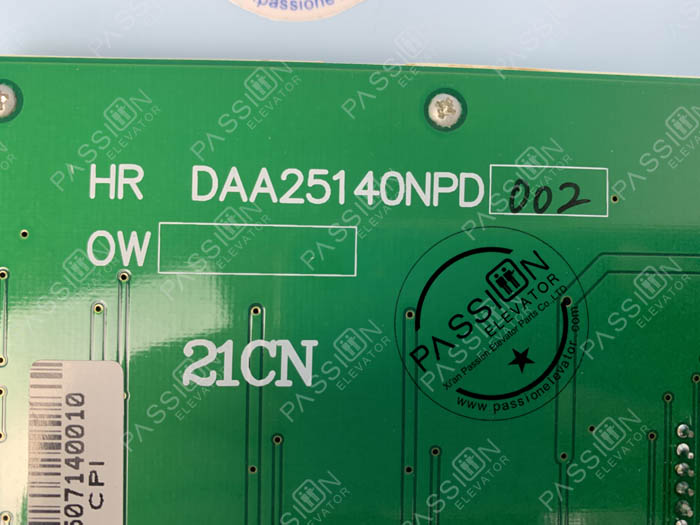 passione
HR DAA25140NPD 002
OW
21CN
507140010
CPI
PASSION
ELEVATOR
Xi'an Passion Elevator Parts Co.,LTD
www.passionelevator.com